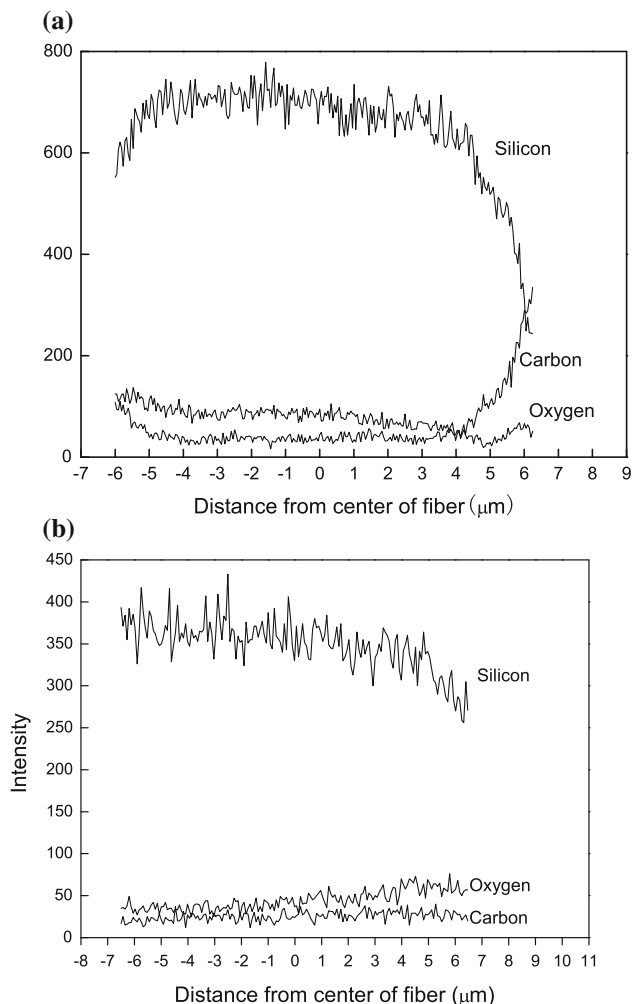 (a)
800
600
400
200
0
Silicon
Carbon
Oxygen
-7 -6 -5 -4 -3 -2 -1 0 1 2 3 4 5 6 7 8 9
Distance from center of fiber (μm)
(b)
450
400
350
300
250
200
150
100
50
0
Intensity
Silicon
Oxygen
Carbon
-8 -7 -6 -5 -4 -3 -2 -1 0 1 2 3 4 5 6 7 8 9 10 11
Distance from center of fiber (μm)